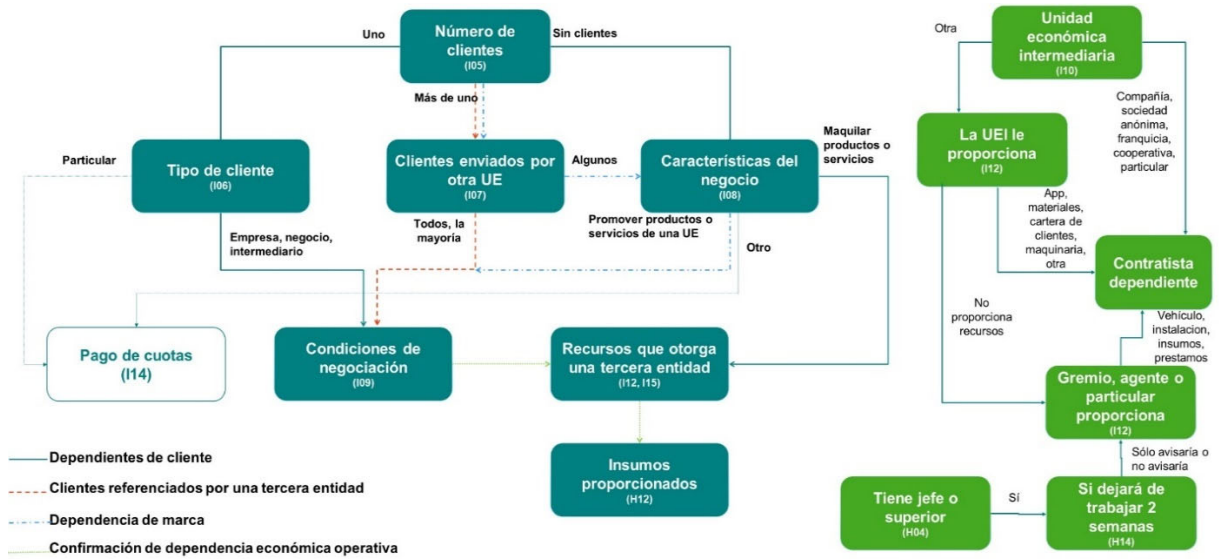 Uno
Número de
clientes
(I05)
Sin clientes
Más de uno
Particular
Tipo de cliente
(I06)
Clientes enviados por
otra UE
(I07)
Algunos
Características del
negocio
(I08)
Maquilar
productos o
servicios
Empresa, negocio,
intermediario
Todos, la
mayoría
Promover productos o
servicios de una UE
Otro
Pago de cuotas
(I14)
Condiciones de
negociación
(I09)
Recursos que otorga
una tercera entidad
(I12, I15)
Insumos
proporcionados
(H12)
Dependientes de cliente
Clientes referenciados por una tercera entidad
Dependencia de marca
Confirmación de dependencia económica operativa
Otra
Unidad
económica
intermediaria
(I10)
Compañía,
sociedad
anónima,
franquicia,
cooperativa,
particular
La UEI le
proporciona
(I12)
App,
materiales,
cartera de
clientes,
maquinaria,
otra
Contratista
dependiente
No
proporciona
recursos
Vehículo,
instalacion,
insumos,
prestamos
Gremio, agente o
particular
proporciona
(I12)
Sólo avisaría o
no avisaría
Tiene jefe o
superior
(H04)
Sí
Si dejará de
trabajar 2
semanas
(H14)